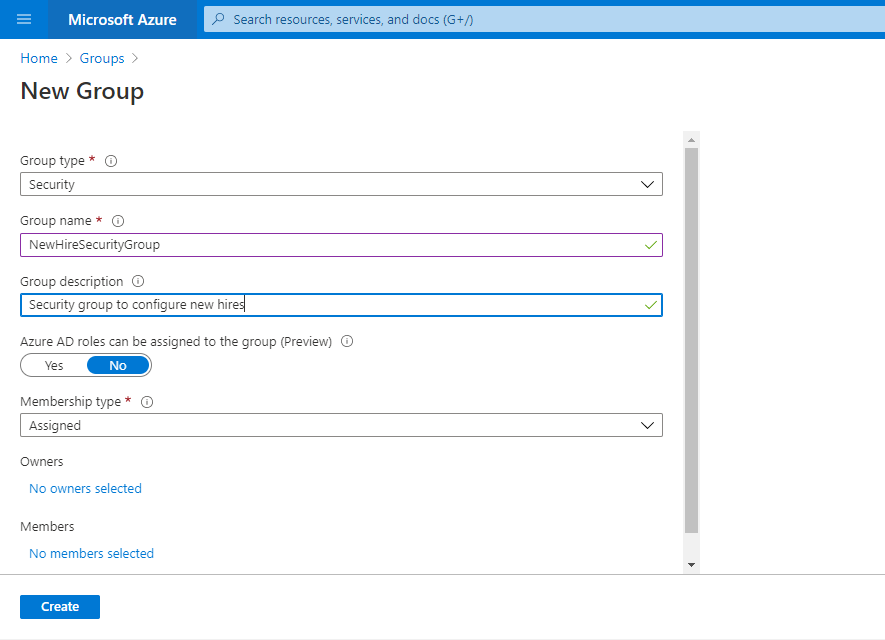 Microsoft Azure
Search resources, services, and docs (G+/)
Home > Groups >
New Group
Group type *
Security
Group name *
NewHireSecurityGroup
Group description
Security group to configure new hires
Azure AD roles can be assigned to the group (Preview)
Yes No
Membership type *
Assigned
Owners
No owners selected
Members
No members selected
Create